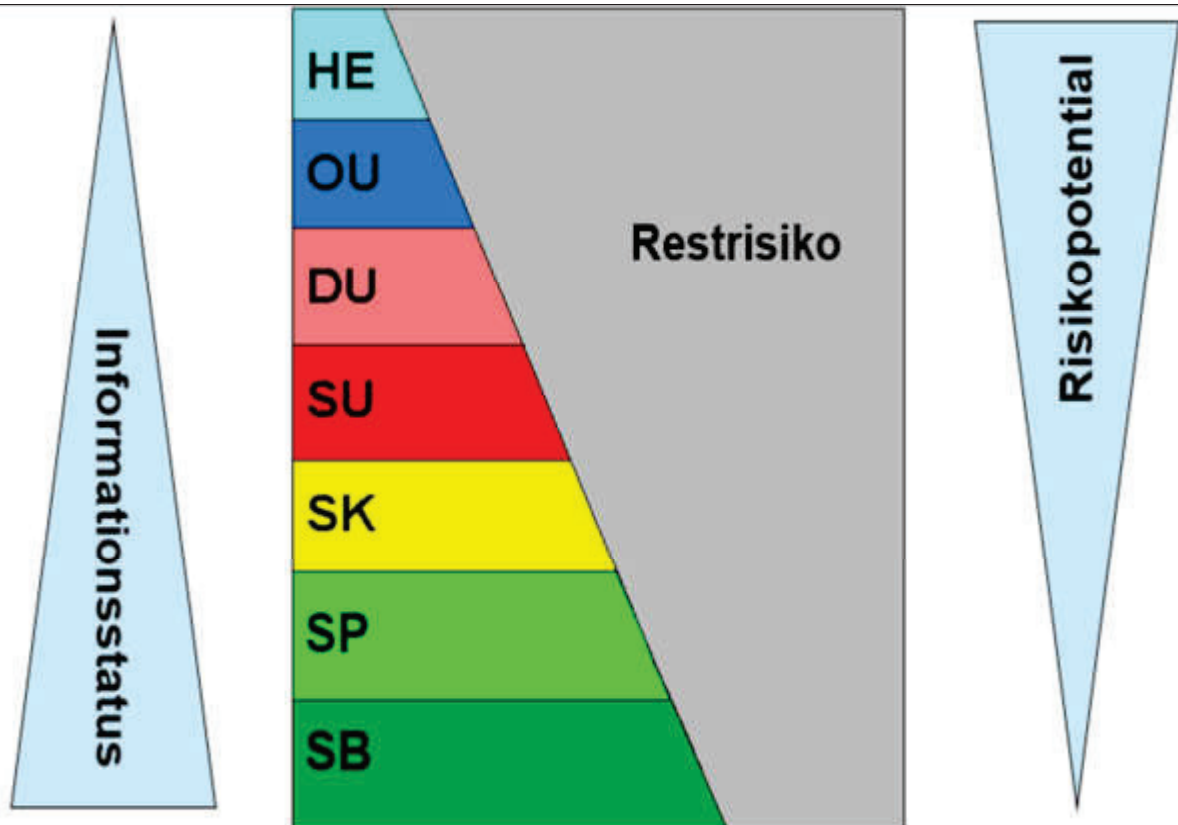 Informationsstatus
HE
OU
DU
SU
SK
SP
SB
Restrisiko
Risikopotential